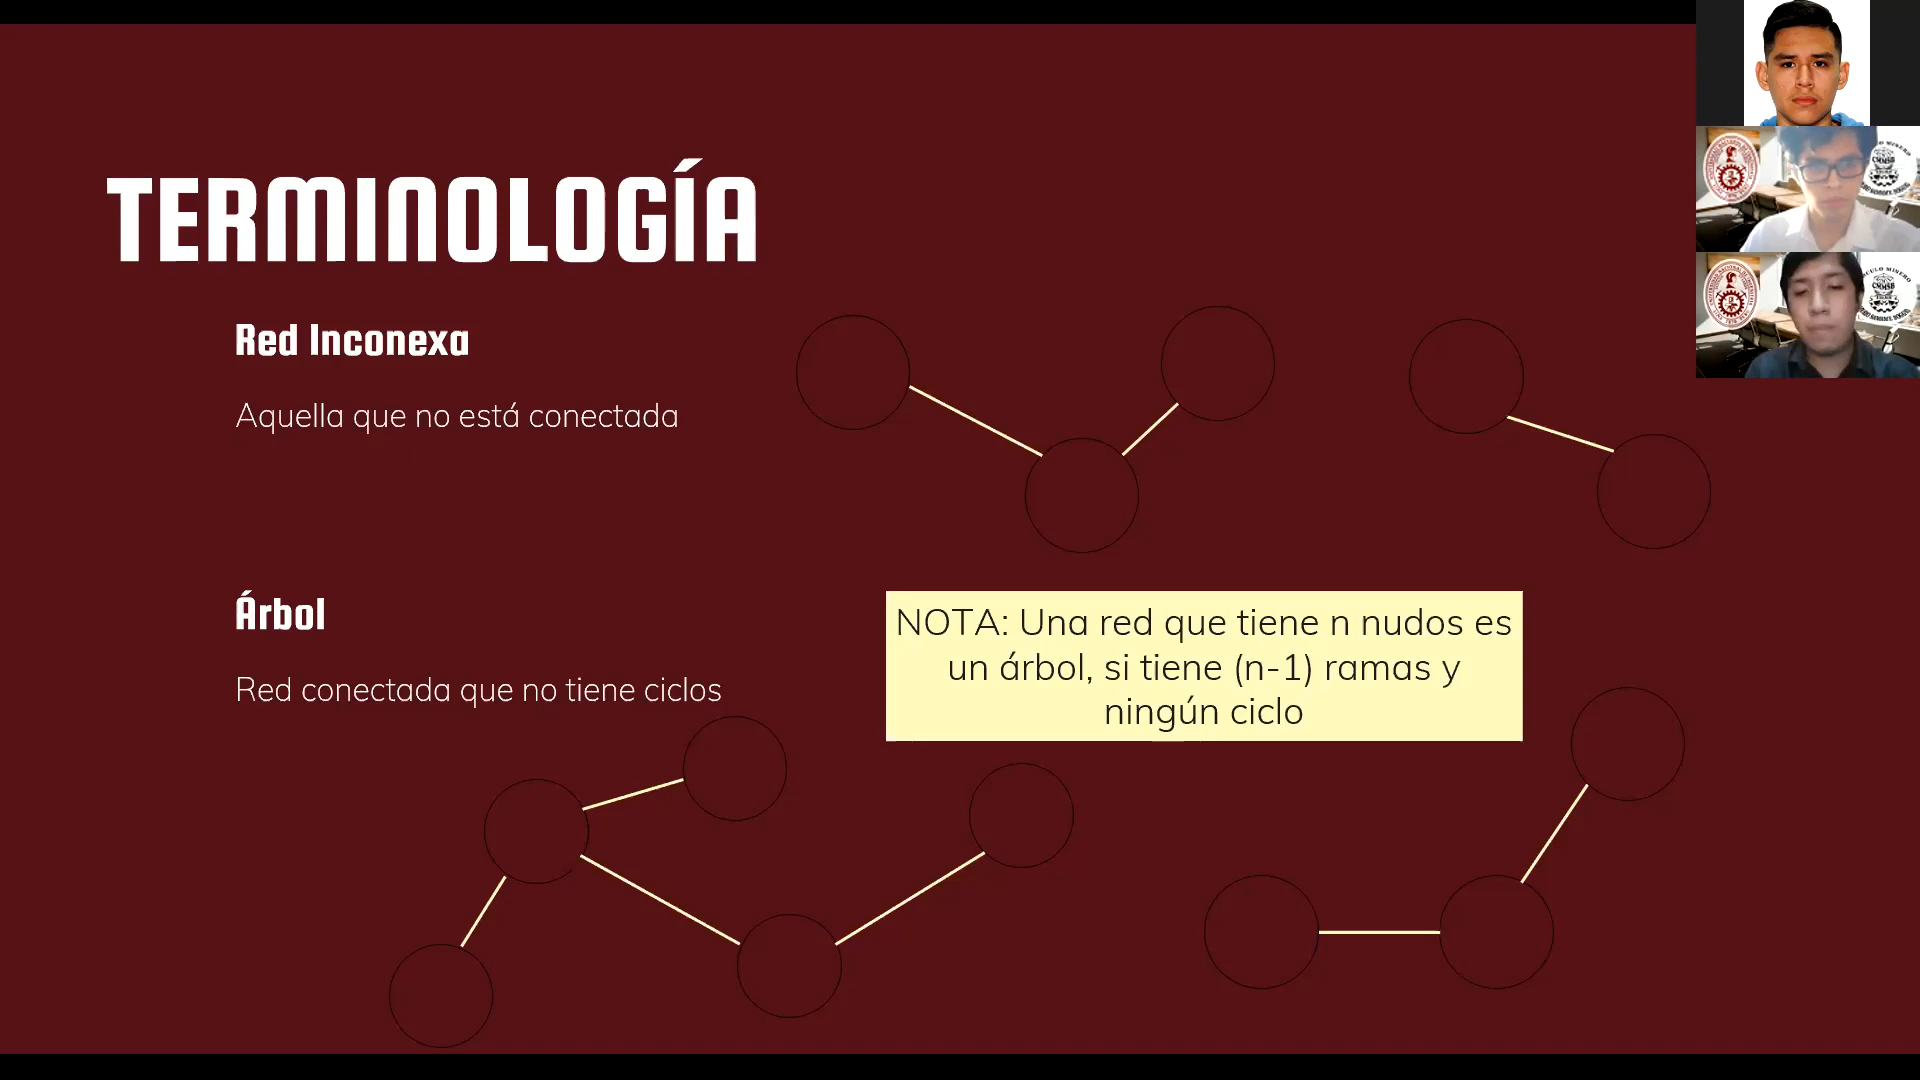 TERMINOLOGÍA
Red Inconexa
Aquella que no está conectada
Árbol
Red conectada que no tiene ciclos
NOTA: Una red que tiene n nudos es
un árbol, si tiene (n-1) ramas y
ningún ciclo